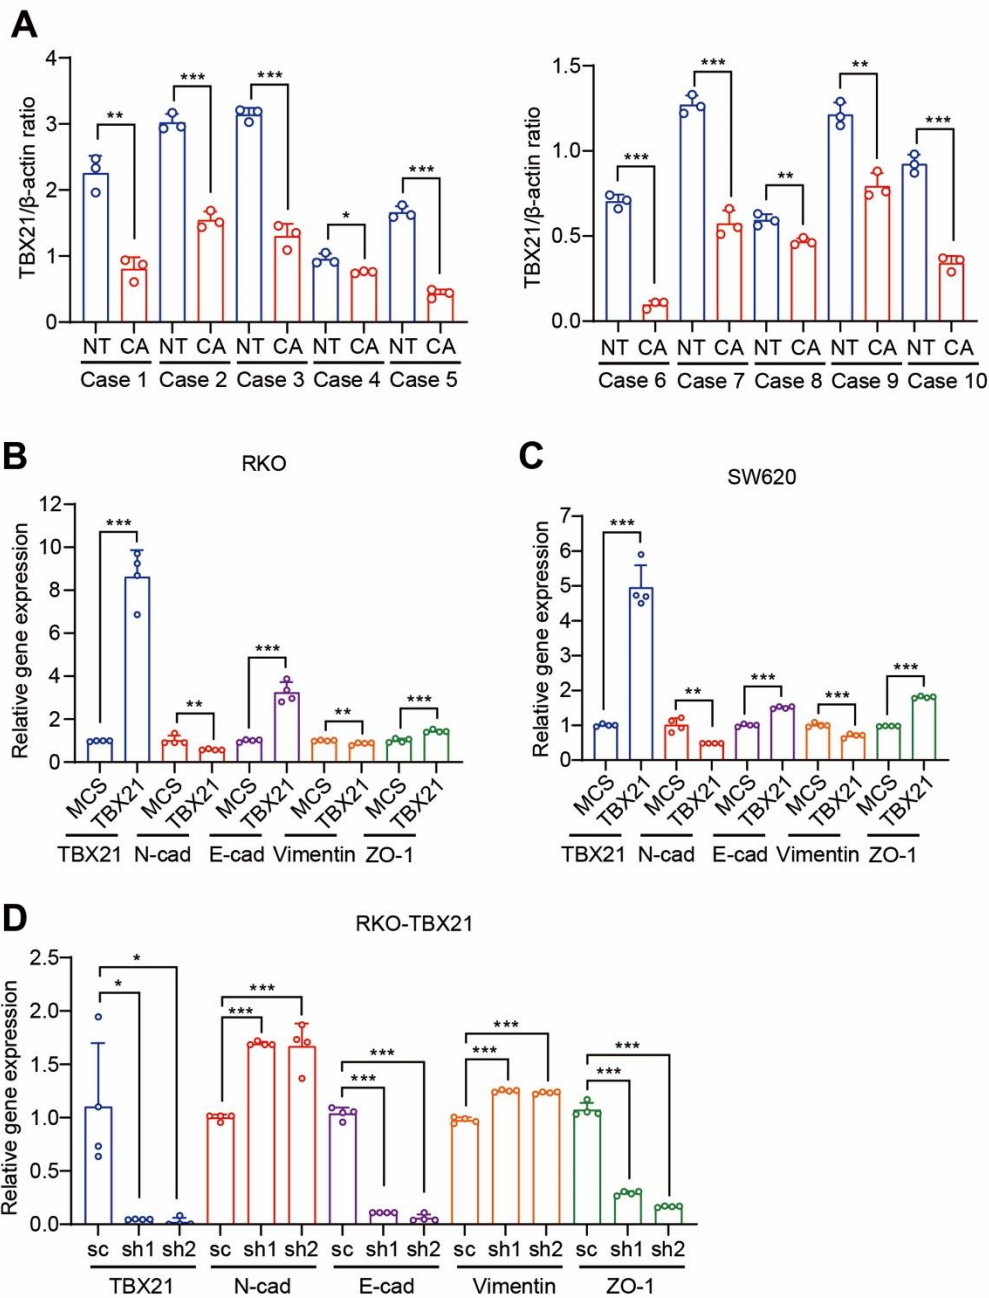 A
TBX21/β-actin ratio
4
3
2
1
0
** *** *** * ***
NT CA NT CA NT CA NT CA NT CA
Case 1 Case 2 Case 3 Case 4 Case 5
TBX21/β-actin ratio
1.5
1.0
0.5
0.0
*** *** ** ** ***
NT CA NT CA NT CA NT CA NT CA
Case 6 Case 7 Case 8 Case 9 Case 10
B
RKO
Relative gene expression
12
10
8
6
4
2
0
*** ** *** ** ***
MCS TBX21 MCS TBX21 MCS TBX21 MCS TBX21 MCS TBX21
TBX21 N-cad E-cad Vimentin ZO-1
C
SW620
Relative gene expression
7
6
5
4
3
2
1
0
*** ** *** *** ***
MCS TBX21 MCS TBX21 MCS TBX21 MCS TBX21 MCS TBX21
TBX21 N-cad E-cad Vimentin ZO-1
D
RKO-TBX21
Relative gene expression
2.5
2.0
1.5
1.0
0.5
0.0
* *** *** *** ***
* *** *** *** ***
sc sh1 sh2 sc sh1 sh2 sc sh1 sh2 sc sh1 sh2 sc sh1 sh2
TBX21 N-cad E-cad Vimentin ZO-1